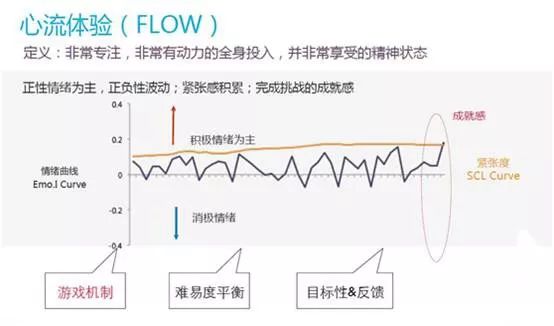 心流体验（FLOW）
定义：非常专注，非常有动力的全身投入，并非常享受的精神状态
正性情绪为主，正负性波动；紧张感积累；完成挑战的成就感
0.4
成就感
积极情绪为主
0.2
情绪曲线
Emo.l Curve
紧张度
SCL Curve
0
-0.2
消极情绪
-0.4
游戏机制
难易度平衡
目标性&反馈